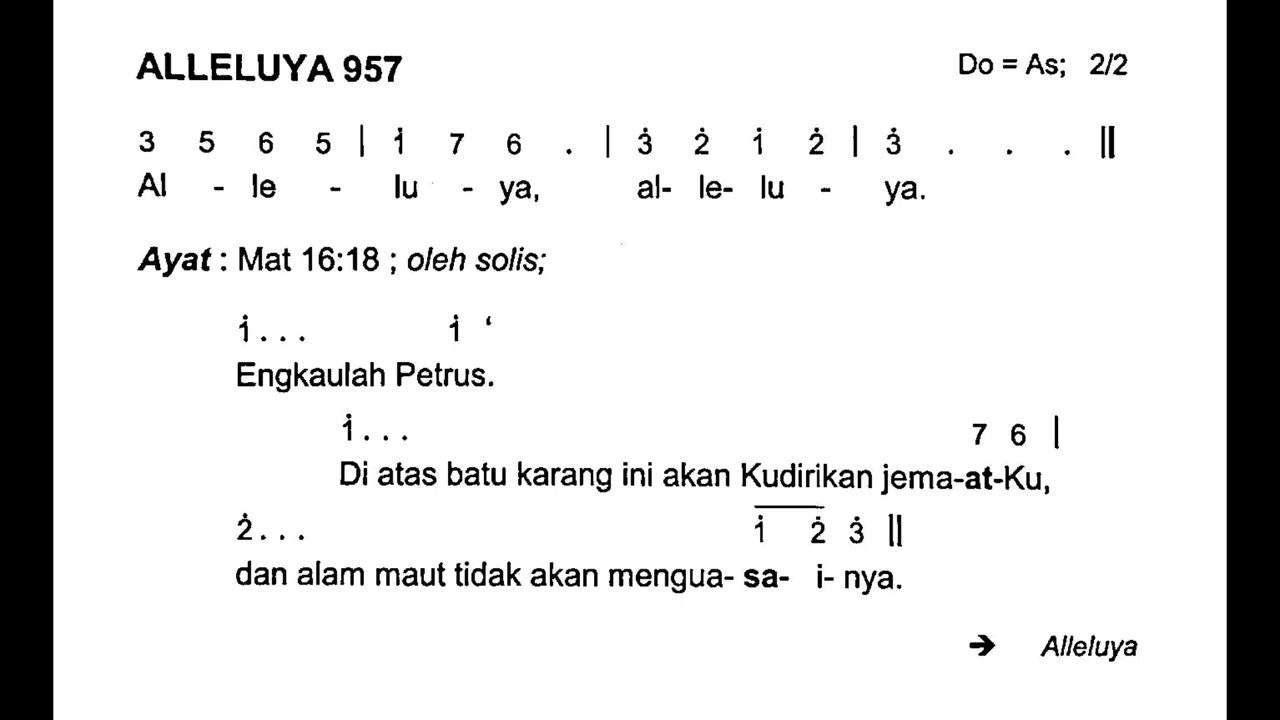 ALLELUYA 957 Do = As; 2/2
3 5 6 5 | 1̇ 7 6 . | 3̇ 2̇ 1̇ 2̇ | 3̇ . . . ||
Al - le - lu - ya, al- le- lu - ya.
Ayat : Mat 16:18 ; oleh solis;
1̇ . . . 1̇ ‘
Engkaulah Petrus.
1̇ . . . 7 6 |
Di atas batu karang ini akan Kudirikan jema-at-Ku,
2̇ . . . 1̇ 2̇ 3̇ ||
dan alam maut tidak akan mengua- sa- i- nya.
➔ Alleluya